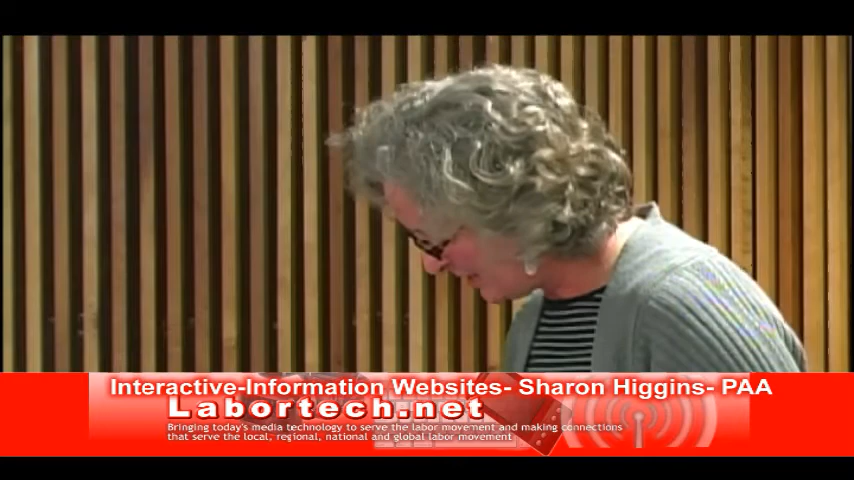 Interactive-Information Websites- Sharon Higgins- PAA
Labortech.net
Bringing today's media technology to serve the labor movement and making connections
that serve the local, regional, national and global labor movement